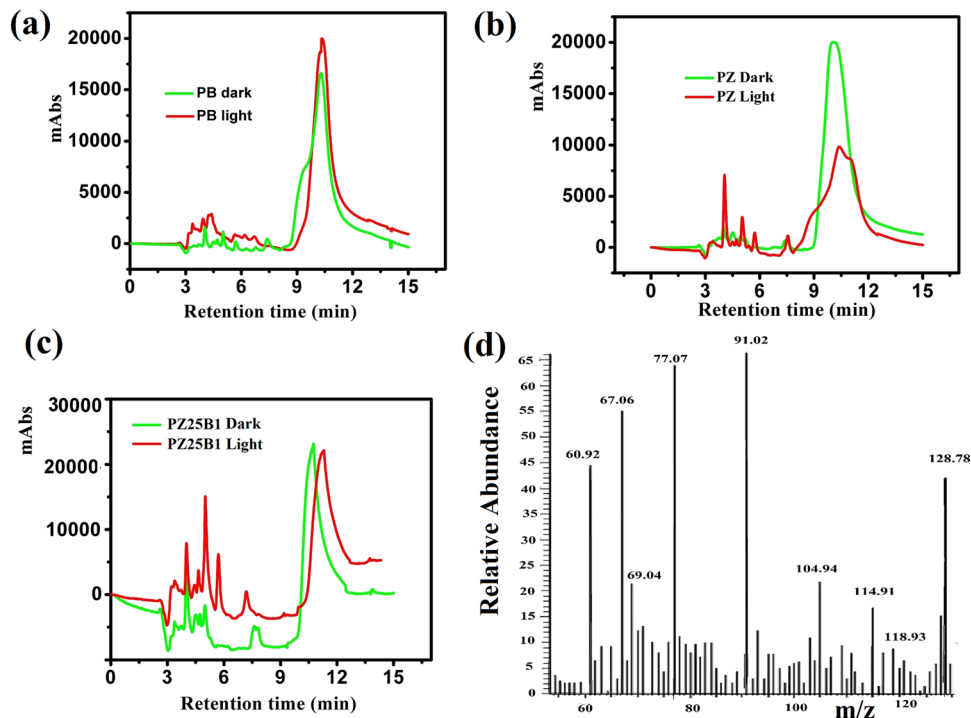 (a)
20000
15000
10000
5000
0
-5000
mAbs
PB dark
PB light
0 3 6 9 12 15
Retention time (min)
(b)
20000
15000
10000
5000
0
-5000
mAbs
PZ Dark
PZ Light
0 3 6 9 12 15
Retention time (min)
(c)
30000
20000
10000
0
-10000
mAbs
PZ25B1 Dark
PZ25B1 Light
0 3 6 9 12 15
Retention time (min)
(d)
65
60
55
50
45
40
35
30
25
20
15
10
5
0
Relative Abundance
60.92
67.06
69.04
77.07
91.02
104.94
114.91
118.93
128.78
60 80 100 120
m/z